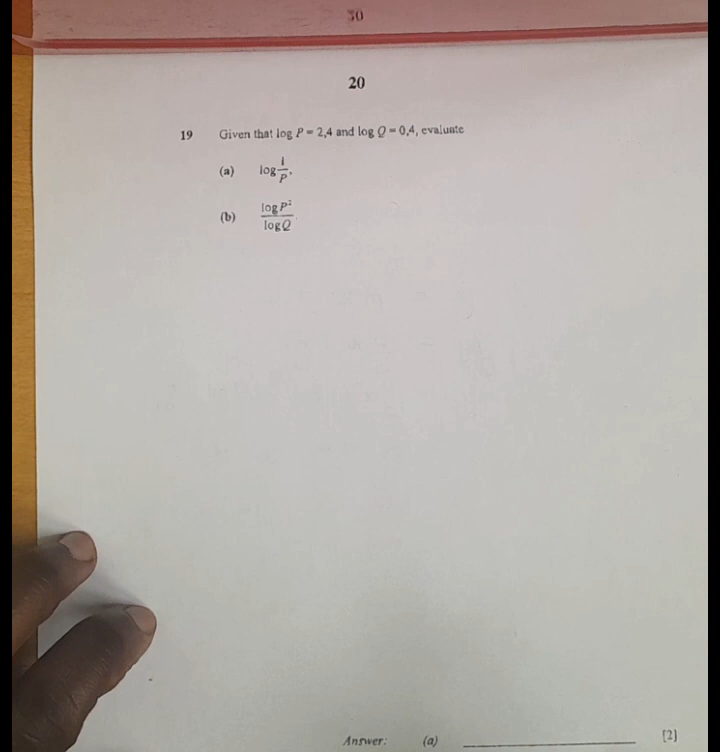 30
20
19 Given that log P = 2,4 and log Q = 0,4, evaluate
(a) log 1/P.
(b) log P² / log Q.
Answer: (a) ____________ [2]